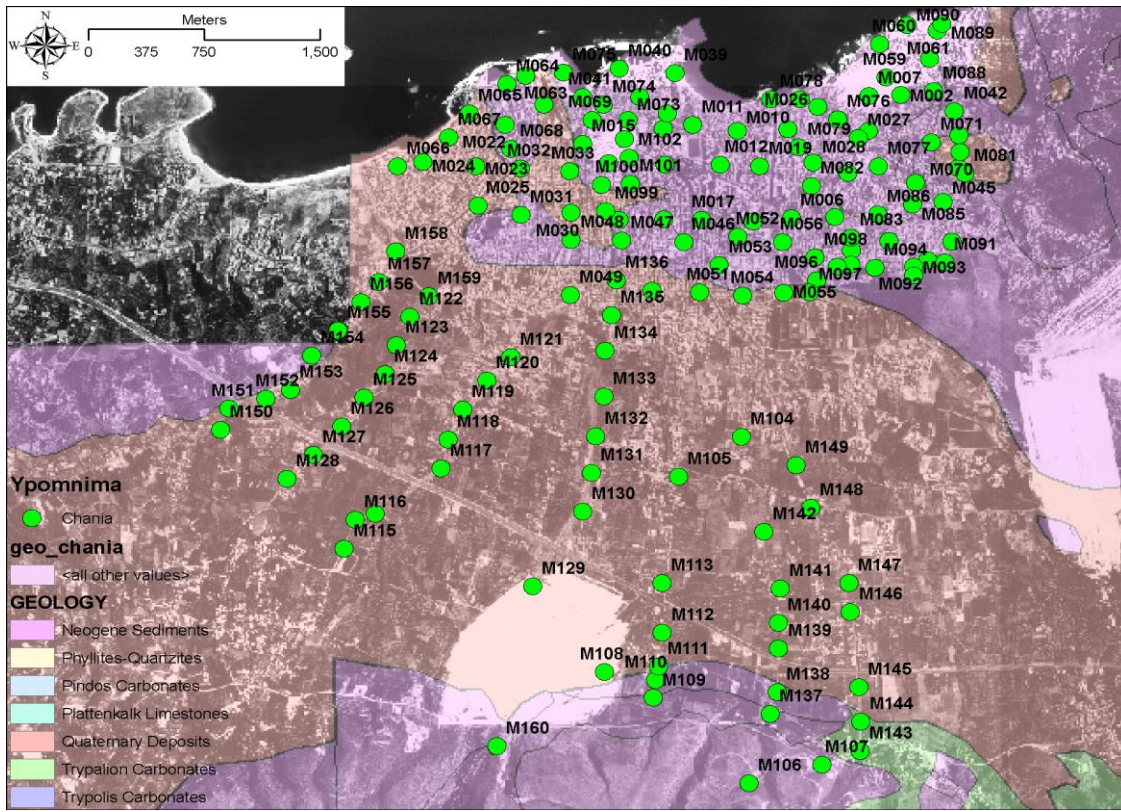 Meters
N
W E
S
0 375 750 1,500
M090
M060
M089
M075
M040
M039
M061
M059
M064
M041
M007
M088
M065
M063
M074
M078
M002
M042
M069
M073
M011
M026
M076
M067
M068
M015
M102
M010
M079
M027
M071
M066
M022
M032
M033
M012
M019
M028
M077
M081
M024
M023
M100
M101
M082
M070
M025
M031
M099
M006
M086
M045
M030
M048
M047
M017
M046
M052
M056
M083
M085
M158
M053
M098
M094
M091
M157
M136
M051
M096
M093
M159
M156
M049
M054
M097
M092
M122
M135
M055
M155
M123
M154
M124
M121
M134
M153
M125
M120
M152
M119
M133
M151
M126
M118
M132
M150
M127
M117
M131
M104
M128
M105
M149
M130
M148
M116
M142
M115
M129
M113
M141
M147
M112
M140
M146
M111
M139
M108
M110
M138
M145
M109
M137
M144
M160
M143
M106
M107
Ypomnima
Chania
geo_chania
<all other values>
GEOLOGY
Neogene Sediments
Phyllites-Quartzites
Pindos Carbonates
Plattenkalk Limestones
Quaternary Deposits
Trypalion Carbonates
Trypolis Carbonates